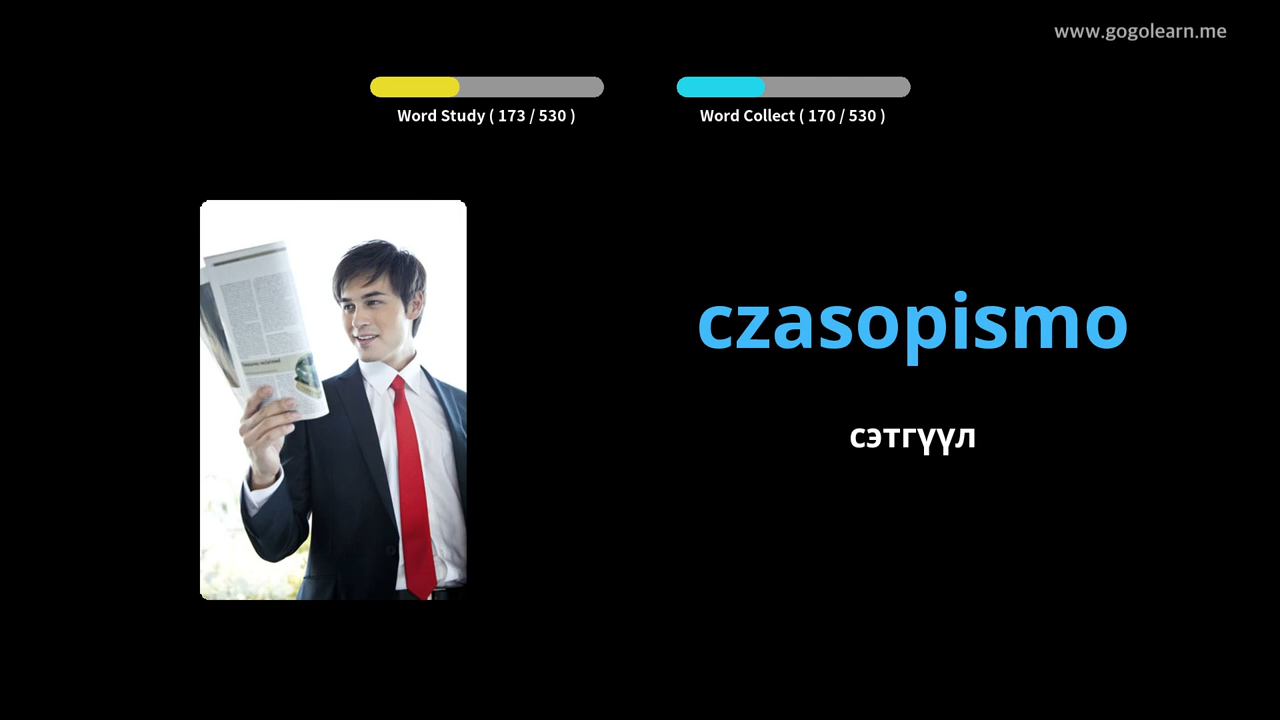 www.gogolearn.me
Word Study ( 173 / 530 )
Word Collect ( 170 / 530 )
czasopismo
сэтгүүл